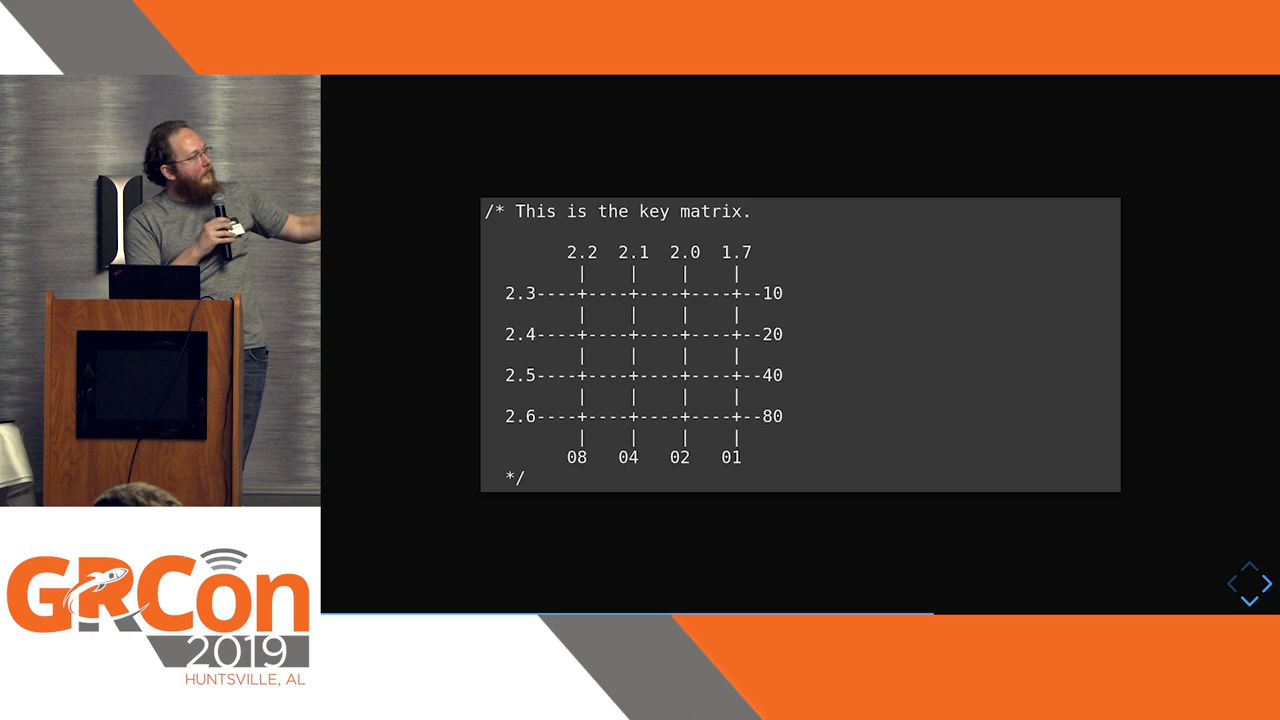 /* This is the key matrix.
2.2 2.1 2.0 1.7
| | | |
2.3----+----+----+----+--10
| | | |
2.4----+----+----+----+--20
| | | |
2.5----+----+----+----+--40
| | | |
2.6----+----+----+----+--80
| | | |
08 04 02 01
*/
GRCon
2019
HUNTSVILLE, AL